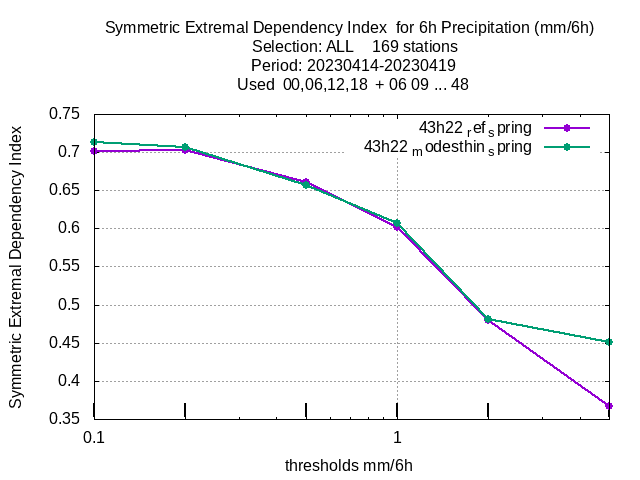 Symmetric Extremal Dependency Index for 6h Precipitation (mm/6h)
Selection: ALL 169 stations
Period: 20230414-20230419
Used 00,06,12,18 + 06 09 ... 48
43h22 ref spring
43h22 modesthin spring
Symmetric Extremal Dependency Index
0.75
0.7
0.65
0.6
0.55
0.5
0.45
0.4
0.35
0.1 1
thresholds mm/6h